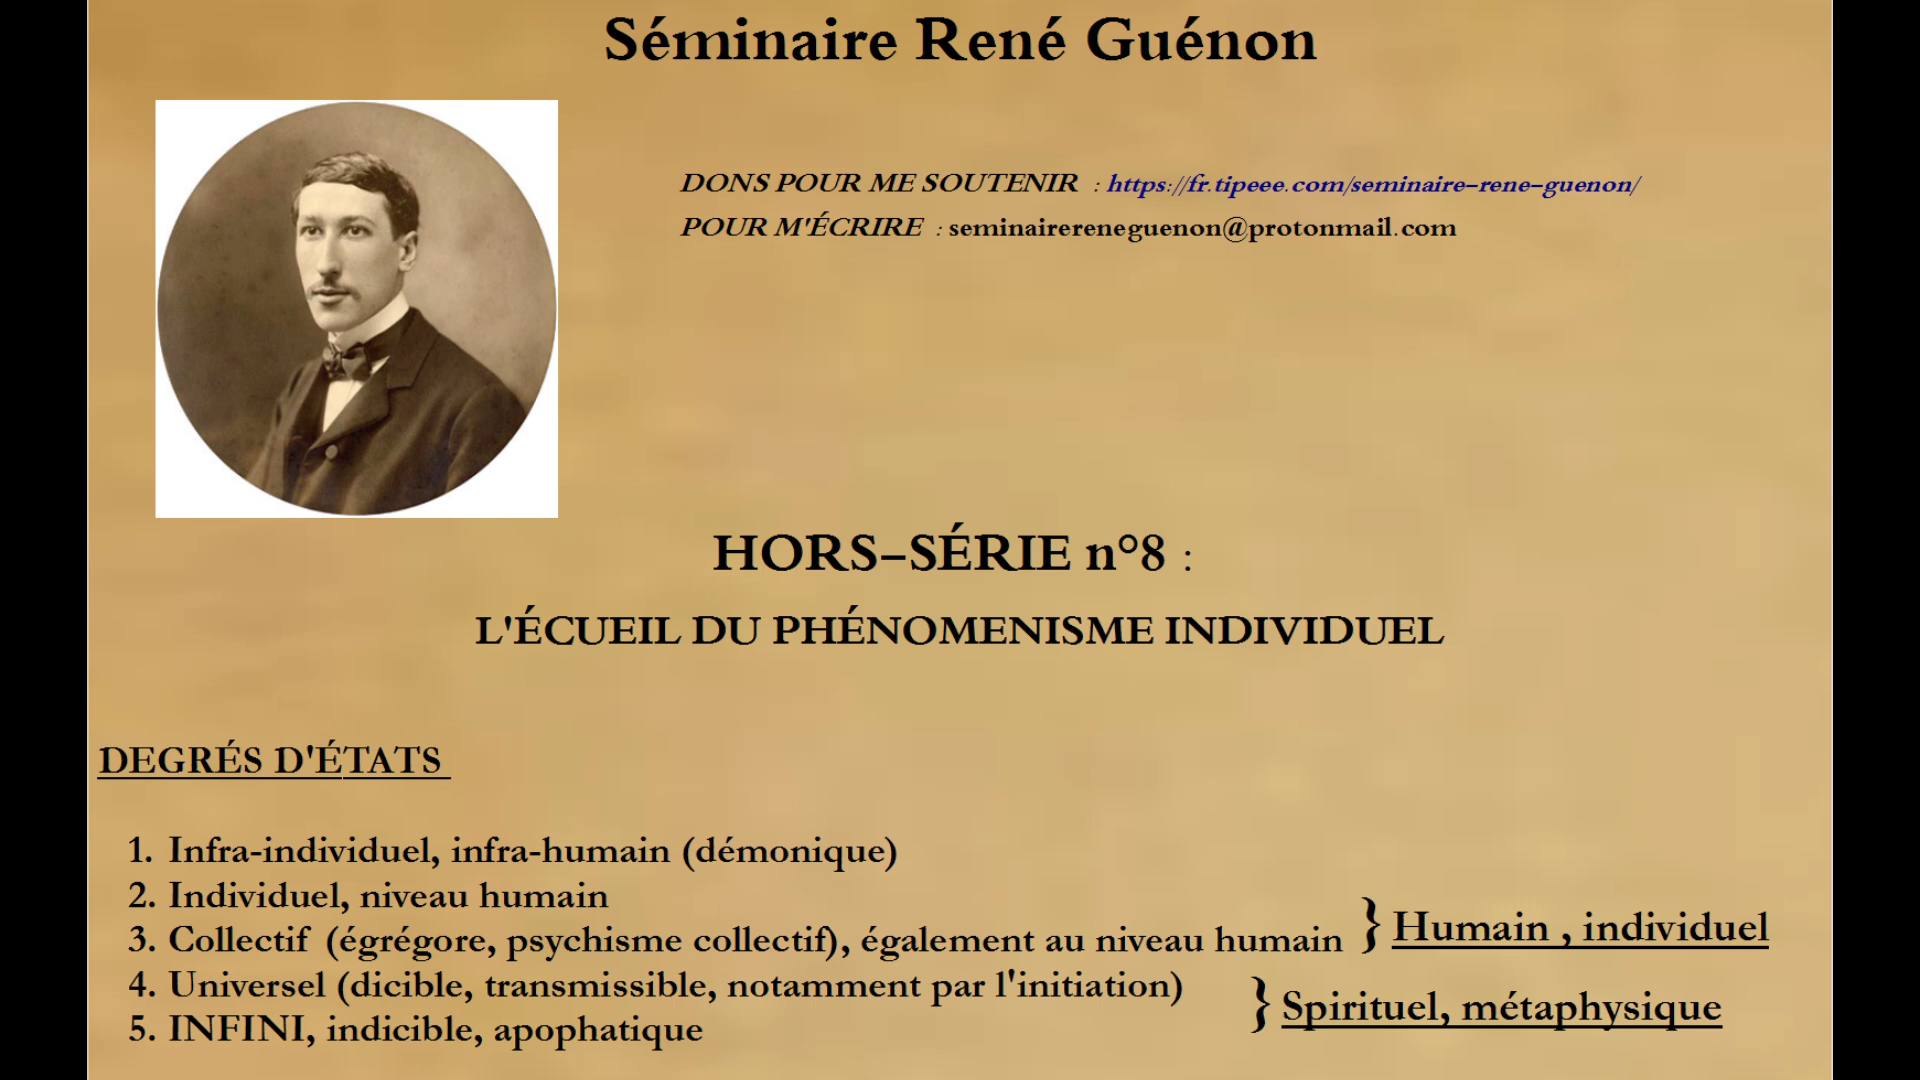 Séminaire René Guénon
DONS POUR ME SOUTENIR : https://fr.tipeee.com/seminaire-rene-guenon/
POUR M'ÉCRIRE : seminairereneguenon@protonmail.com
HORS-SÉRIE n°8 :
L'ÉCUEIL DU PHÉNOMENISME INDIVIDUEL
DEGRÉS D'ÉTATS
1. Infra-individuel, infra-humain (démonique)
2. Individuel, niveau humain
3. Collectif (égrégore, psychisme collectif), également au niveau humain
} Humain , individuel
4. Universel (dicible, transmissible, notamment par l'initiation)
5. INFINI, indicible, apophatique
} Spirituel, métaphysique